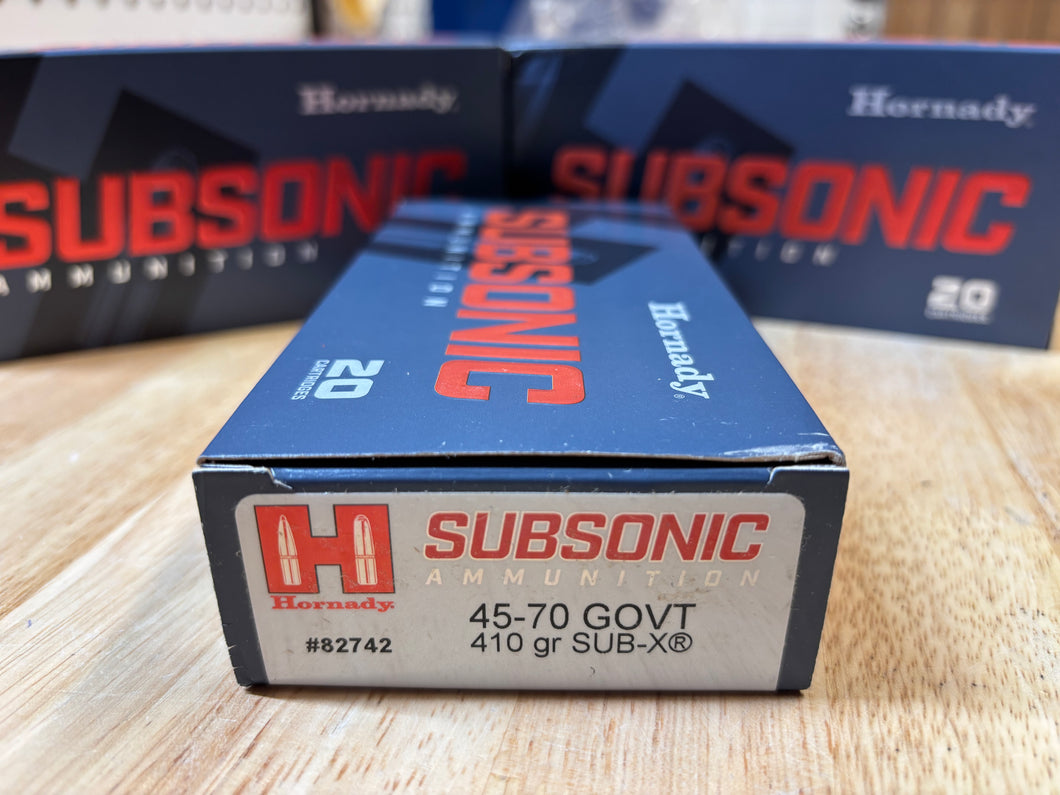 Hornady
SUBSONIC
AMMUNITION
Hornady
SUBSONIC
20
SUBSONIC
AMMUNITION
Hornady®
20
CARTRIDGES
H
Hornady
SUBSONIC
AMMUNITION
45-70 GOVT
410 gr SUB-X®
#82742